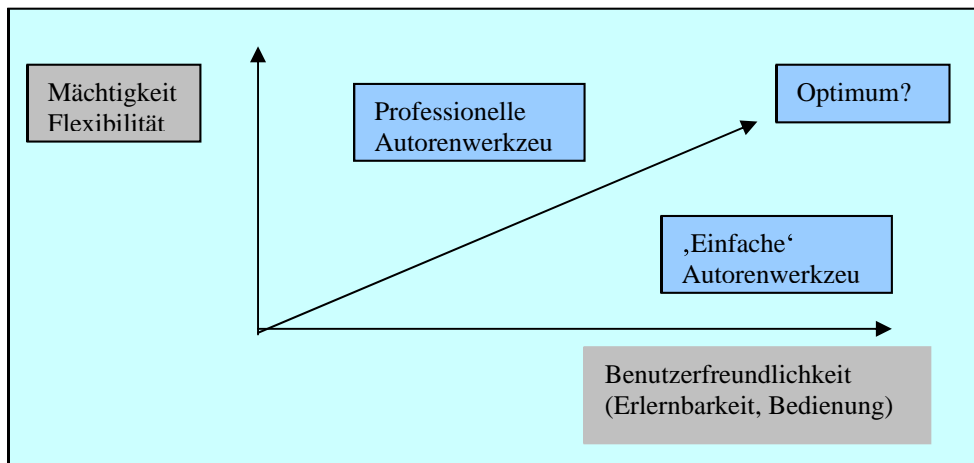 Mächtigkeit
Flexibilität
Professionelle
Autorenwerkzeu
Optimum?
‚Einfache‘
Autorenwerkzeu
Benutzerfreundlichkeit
(Erlernbarkeit, Bedienung)